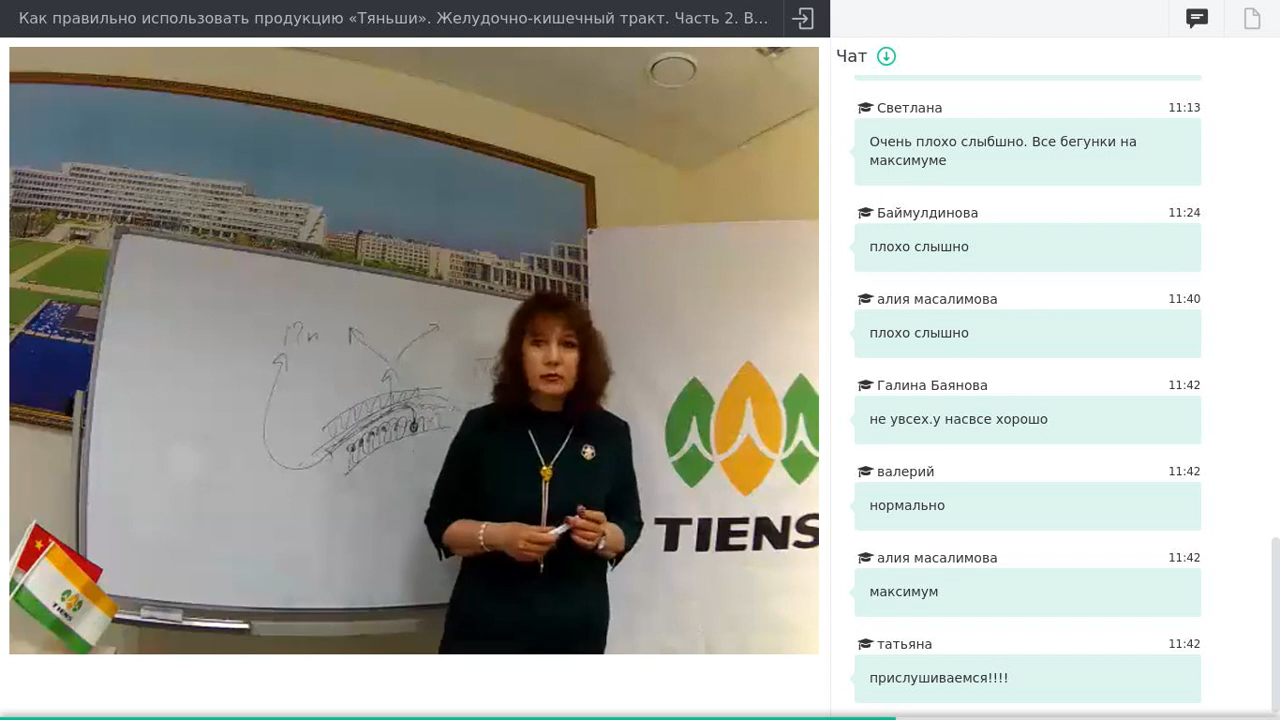 Как правильно использовать продукцию «Тяньши». Желудочно-кишечный тракт. Часть 2. В...
Чат
Светлана 11:13
Очень плохо слыбшно. Все бегунки на
максимуме
Баймулдинова 11:24
плохо слышно
алия масалимова 11:40
плохо слышно
Галина Баянова 11:42
не увсех.у насвсе хорошо
валерий 11:42
нормально
алия масалимова 11:42
максимум
татьяна 11:42
прислушиваемся!!!!
TIENS
TIENS